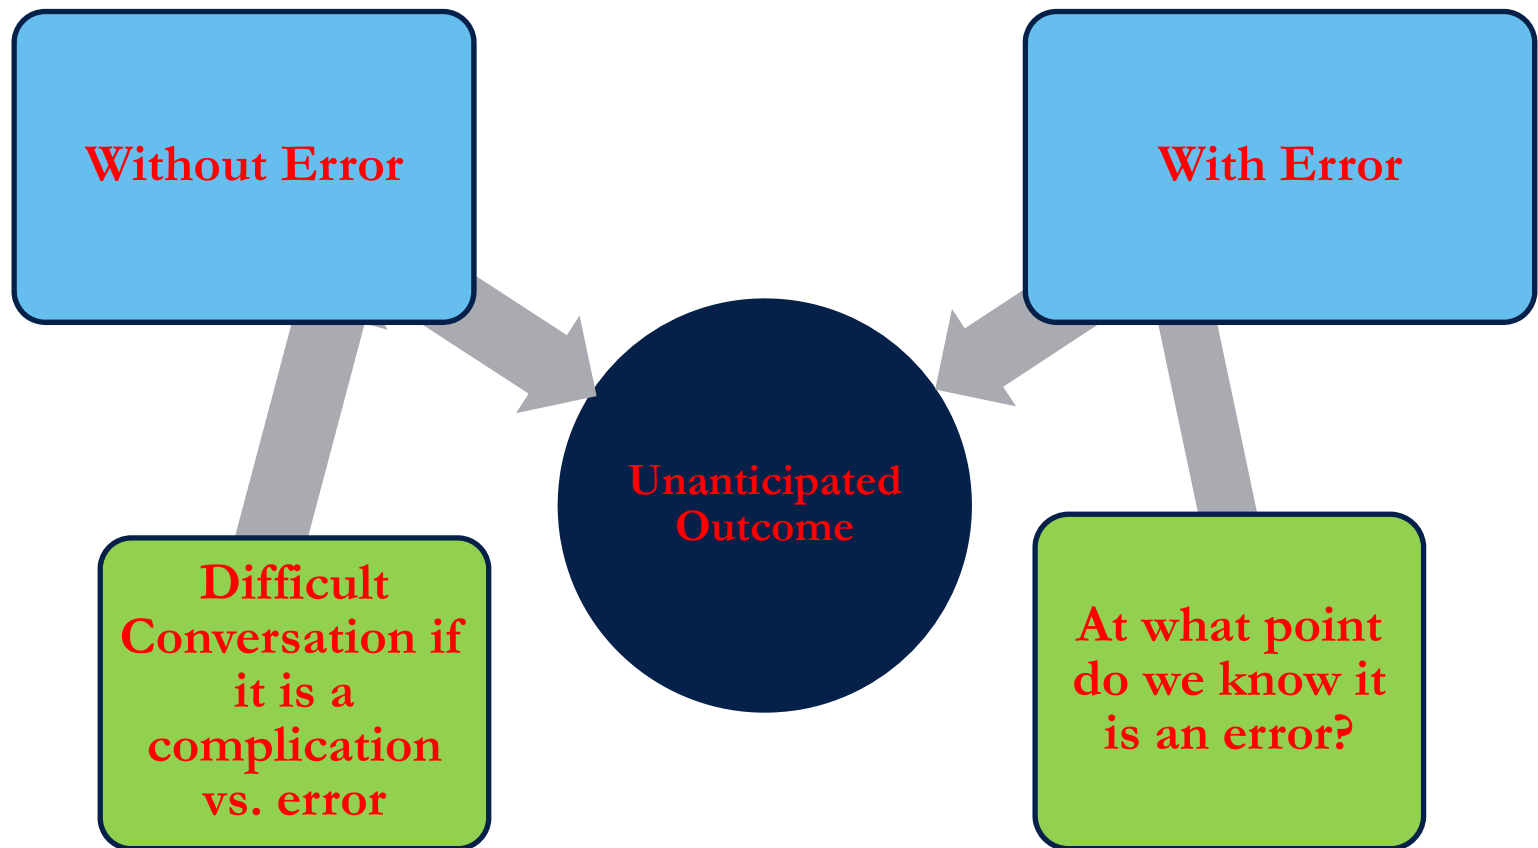 Without Error
With Error
Unanticipated
Outcome
Difficult
Conversation if
it is a
complication
vs. error
At what point
do we know it
is an error?